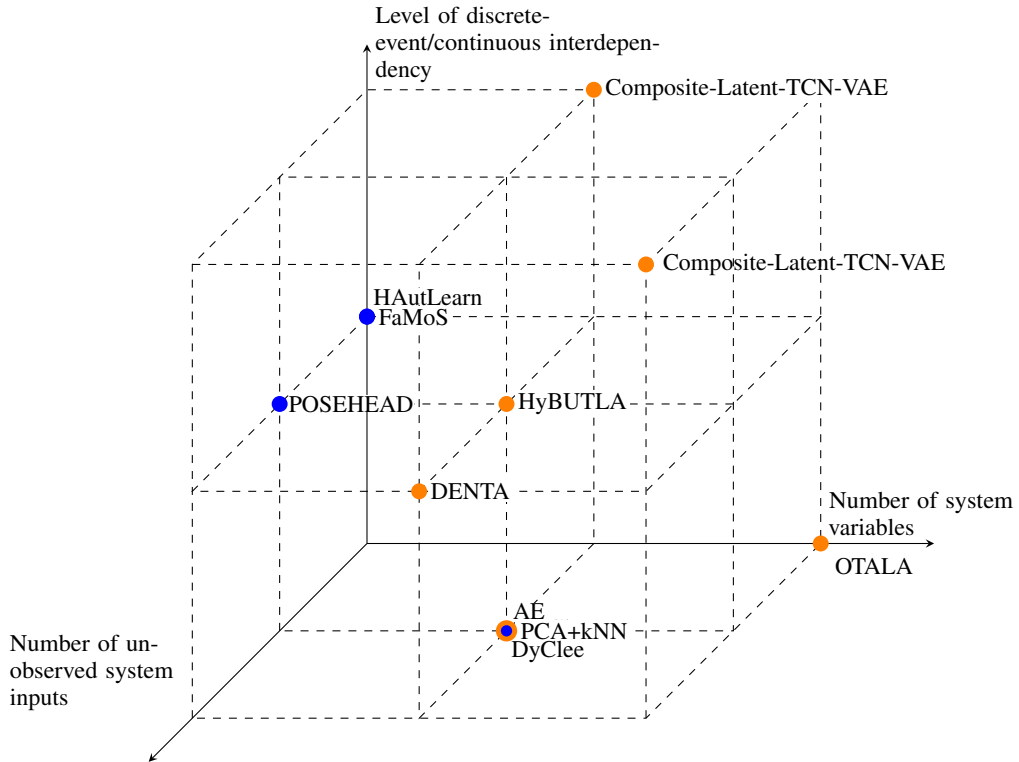 Level of discrete-
event/continuous interdepen-
dency
Composite-Latent-TCN-VAE
Composite-Latent-TCN-VAE
HAutLearn
FaMoS
POSEHEAD
HyBUTLA
DENTA
Number of system
variables
OTALA
AE
PCA+kNN
DyClee
Number of un-
observed system
inputs